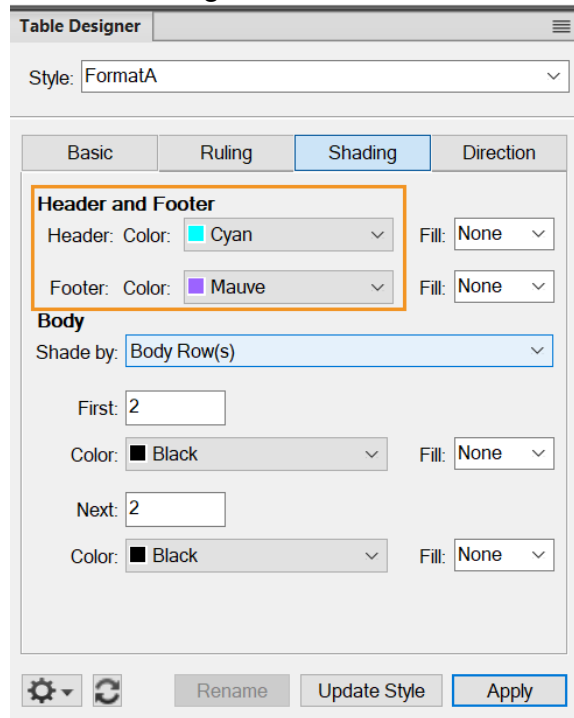 Table Designer
Style: FormatA
Basic Ruling Shading Direction
Header and Footer
Header: Color: Cyan Fill: None
Footer: Color: Mauve Fill: None
Body
Shade by: Body Row(s)
First: 2
Color: Black Fill: None
Next: 2
Color: Black Fill: None
Rename Update Style Apply